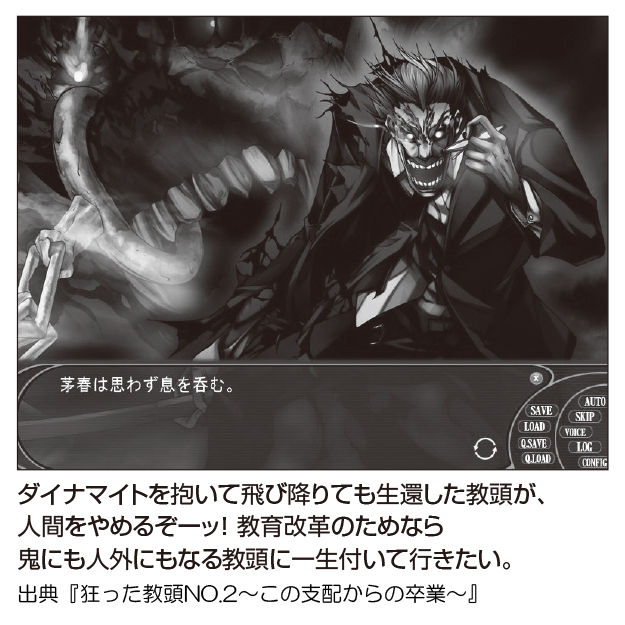 茅春は思わず息を呑む。
x
AUTO
SAVE
SKIP
LOAD
VOICE
Q.SAVE
LOG
Q.LOAD
CONFIG
ダイナマイトを抱いて飛び降りても生還した教頭が、
人間をやめるぞーッ! 教育改革のためなら
鬼にも人外にもなる教頭に一生付いて行きたい。
出典『狂った教頭NO.2〜この支配からの卒業〜』